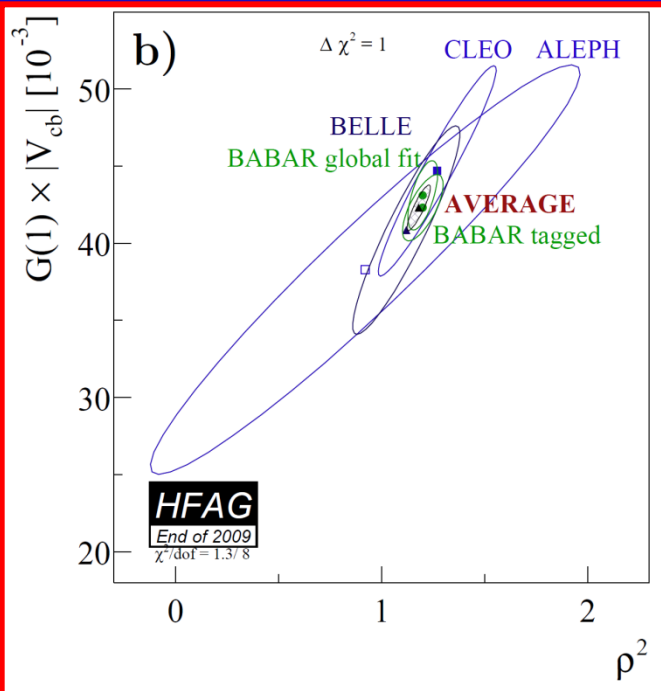 b)
Δ χ² = 1
CLEO ALEPH
BELLE
BABAR global fit
AVERAGE
BABAR tagged
G(1) × |V_cb| [10⁻³]
50
40
30
20
HFAG
End of 2009
χ²/dof = 1.3/ 8
0 1 2
ρ²